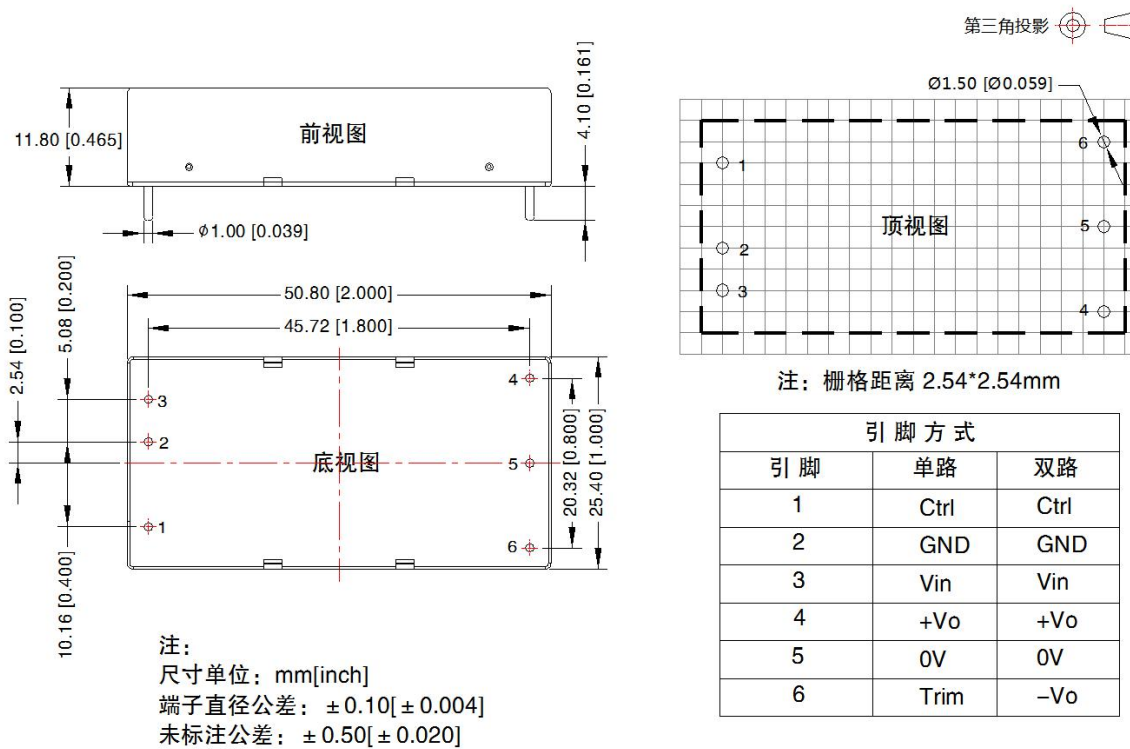 第三角投影
11.80 [0.465]
前视图
4.10 [0.161]
ϕ1.00 [0.039]
Ø1.50 [Ø0.059]
1
2
3
6
5
4
顶视图
注：栅格距离 2.54*2.54mm
50.80 [2.000]
45.72 [1.800]
5.08 [0.200]
2.54 [0.100]
10.16 [0.400]
3
2
1
4
5
6
底视图
20.32 [0.800]
25.40 [1.000]
引脚方式
引脚 单路 双路
1 Ctrl Ctrl
2 GND GND
3 Vin Vin
4 +Vo +Vo
5 0V 0V
6 Trim −Vo
注：
尺寸单位：mm[inch]
端子直径公差：±0.10[±0.004]
未标注公差：±0.50[±0.020]